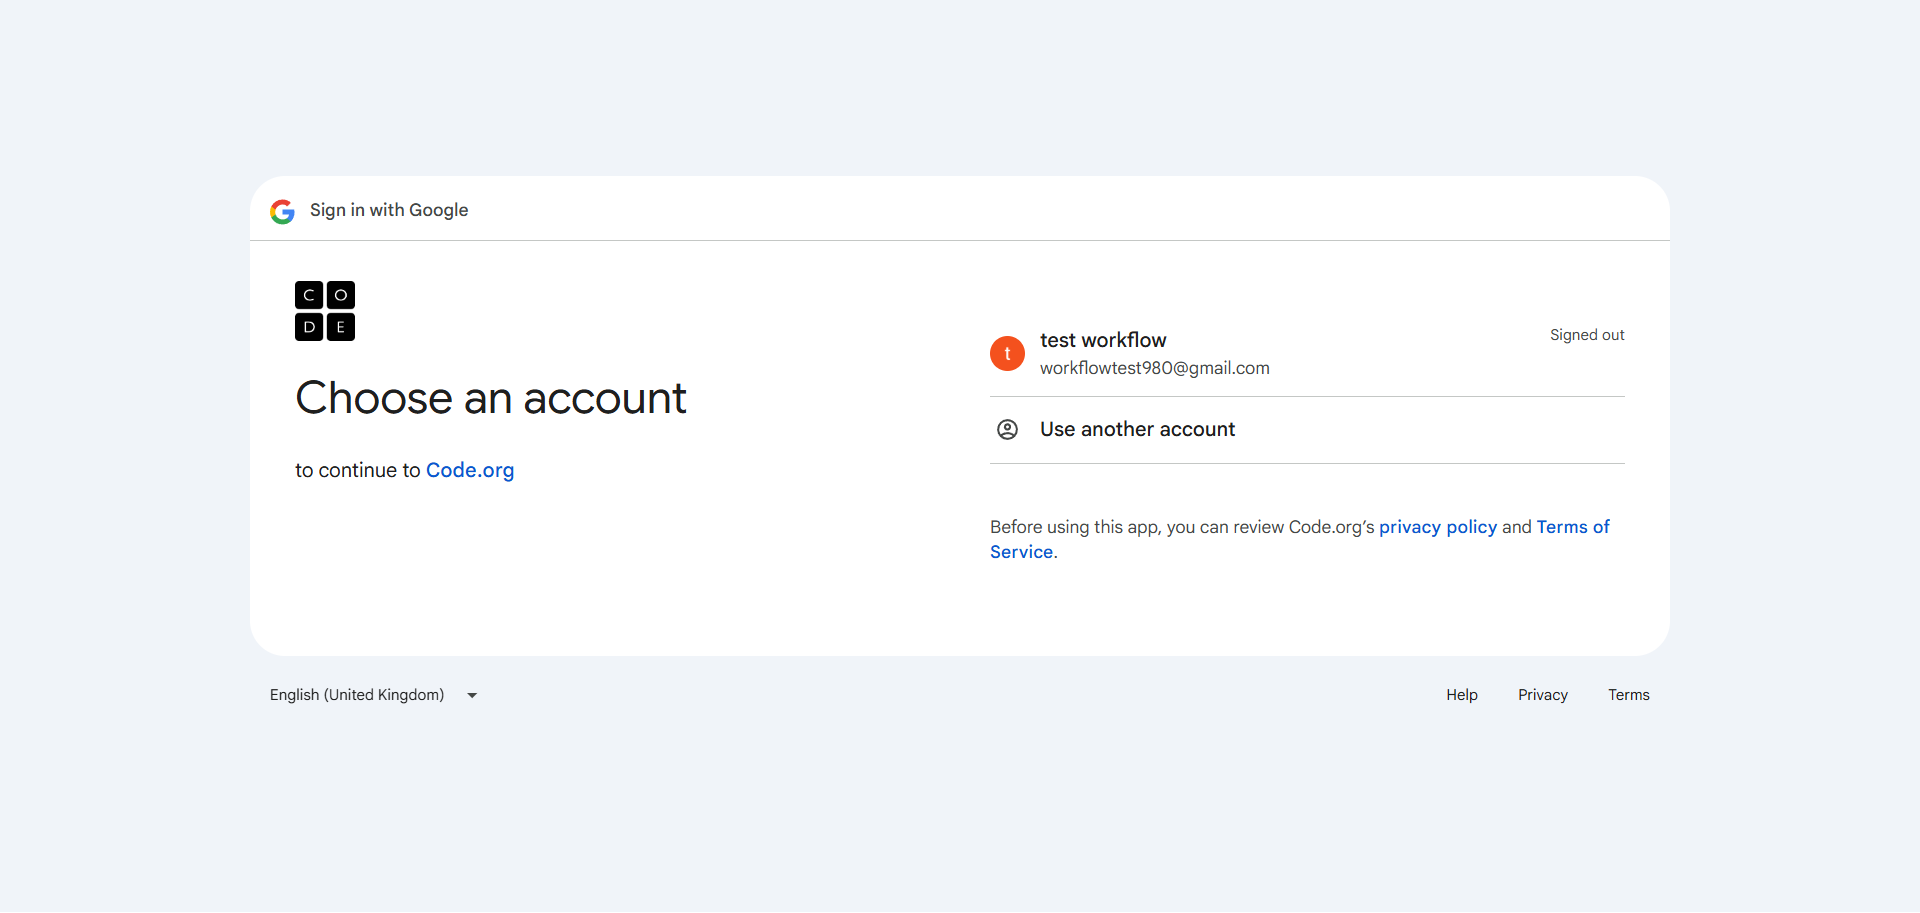 Sign in with Google
C O
D E
Choose an account
to continue to Code.org
t
test workflow
workflowtest980@gmail.com
Signed out
Use another account
Before using this app, you can review Code.org’s privacy policy and Terms of
Service.
English (United Kingdom)
Help
Privacy
Terms